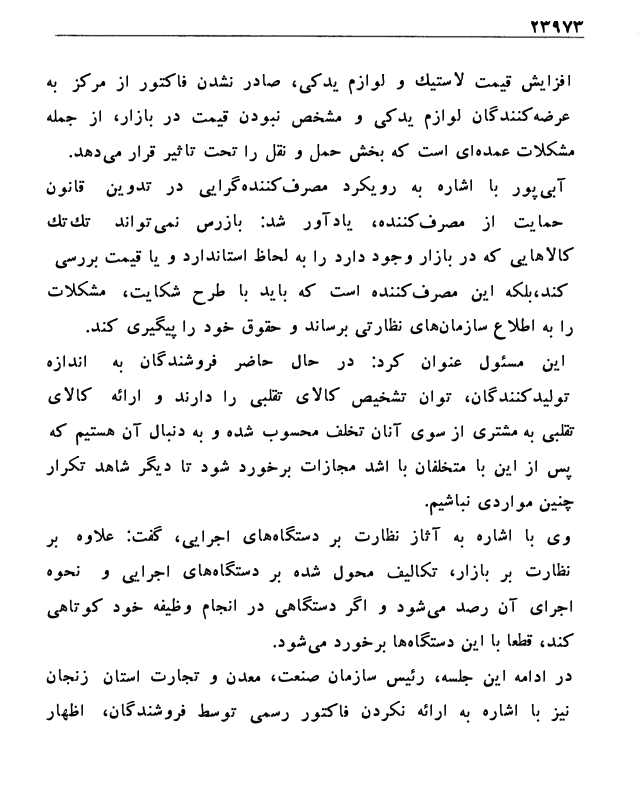 ۲۳۹۷۳
افزایش قیمت لاستیك و لوازم یدکی، صادر نشدن فاکتور از مرکز به
عرضه‌کنندگان لوازم یدکی و مشخص نبودن قیمت در بازار، از جمله
مشکلات عمده‌ای است که بخش حمل و نقل را تحت تاثیر قرار می‌دهد.
آبی‌پور با اشاره به رویکرد مصرف‌کننده‌گرایی در تدوین قانون
حمایت از مصرف‌کننده، یادآور شد: بازرس نمی‌تواند تك‌تك
کالاهایی که در بازار وجود دارد را به لحاظ استاندارد و یا قیمت بررسی
کند،بلکه این مصرف‌کننده است که باید با طرح شکایت، مشکلات
را به اطلاع سازمان‌های نظارتی برساند و حقوق خود را پیگیری کند.
این مسئول عنوان کرد: در حال حاضر فروشندگان به اندازه
تولیدکنندگان، توان تشخیص کالای تقلبی را دارند و ارائه کالای
تقلبی به مشتری از سوی آنان تخلف محسوب شده و به دنبال آن هستیم که
پس از این با متخلفان با اشد مجازات برخورد شود تا دیگر شاهد تکرار
چنین مواردی نباشیم.
وی با اشاره به آثاز نظارت بر دستگاه‌های اجرایی، گفت: علاوه بر
نظارت بر بازار، تکالیف محول شده بر دستگاه‌های اجرایی و نحوه
اجرای آن رصد می‌شود و اگر دستگاهی در انجام وظیفه خود کوتاهی
کند، قطعا با این دستگاه‌ها برخورد می‌شود.
در ادامه این جلسه، رئیس سازمان صنعت، معدن و تجارت استان زنجان
نیز با اشاره به ارائه نکردن فاکتور رسمی توسط فروشندگان، اظهار